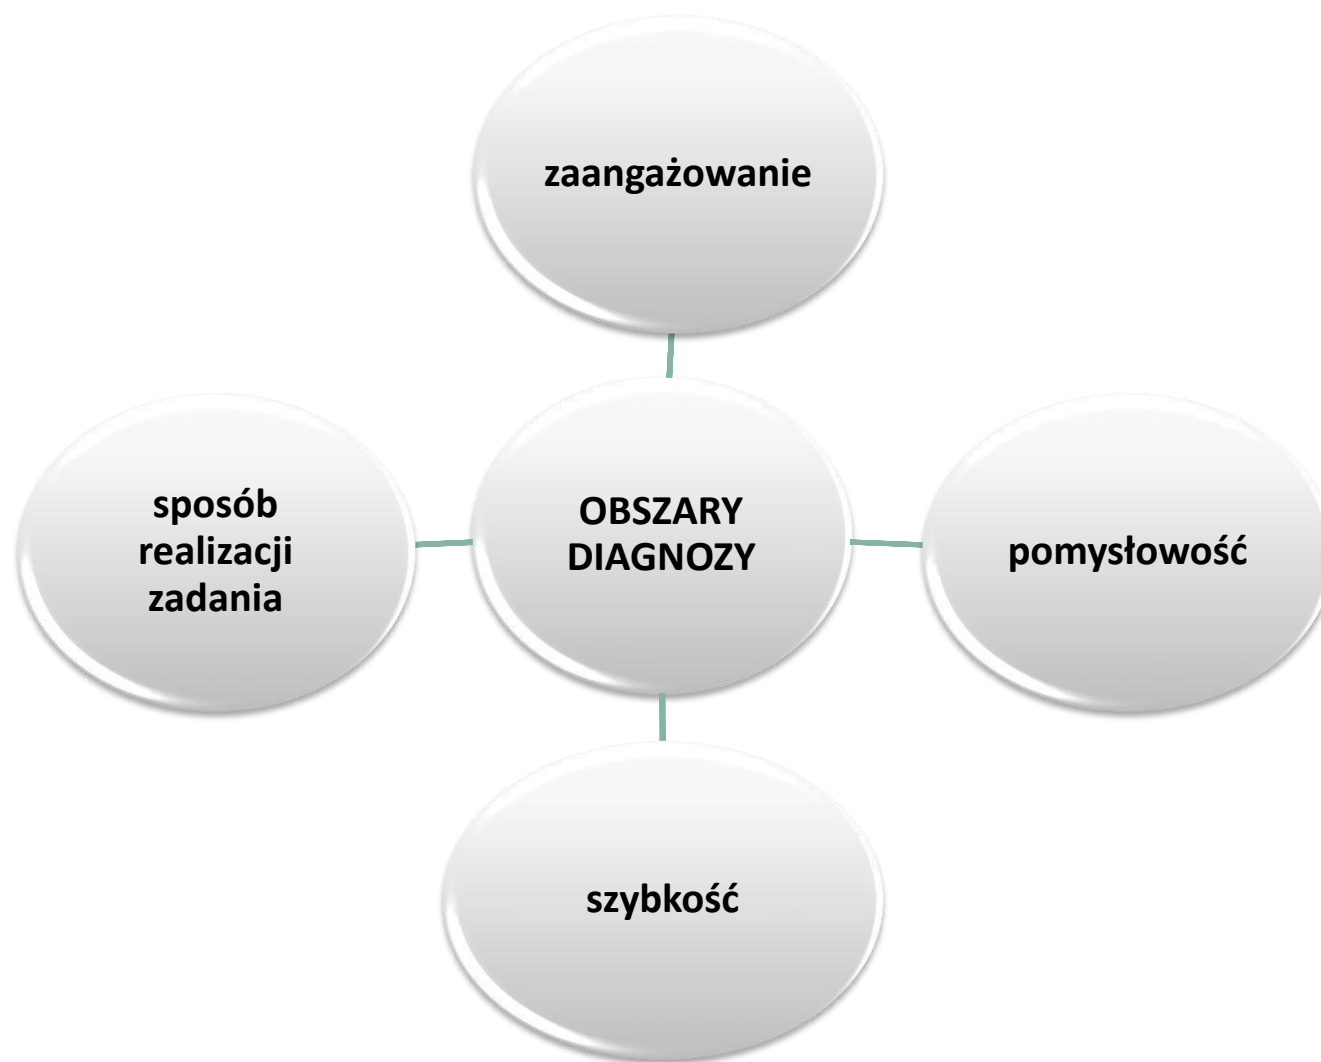 zaangażowanie
sposób
realizacji
zadania
OBSZARY
DIAGNOZY
pomysłowość
szybkość